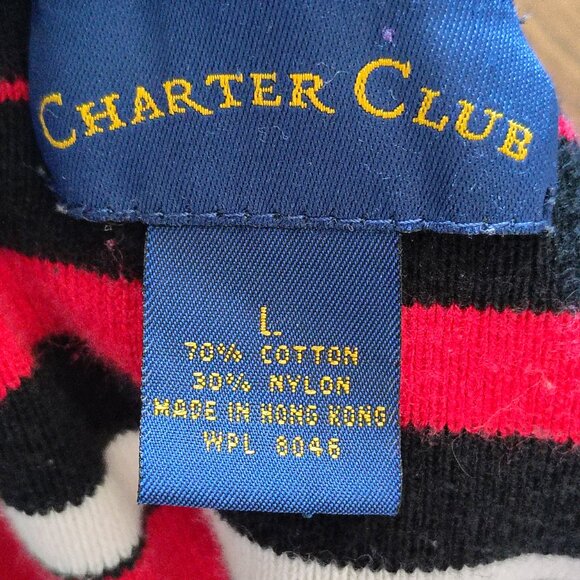 CHARTER CLUB
L
70% COTTON
30% NYLON
MADE IN HONG KONG
WPL 8046